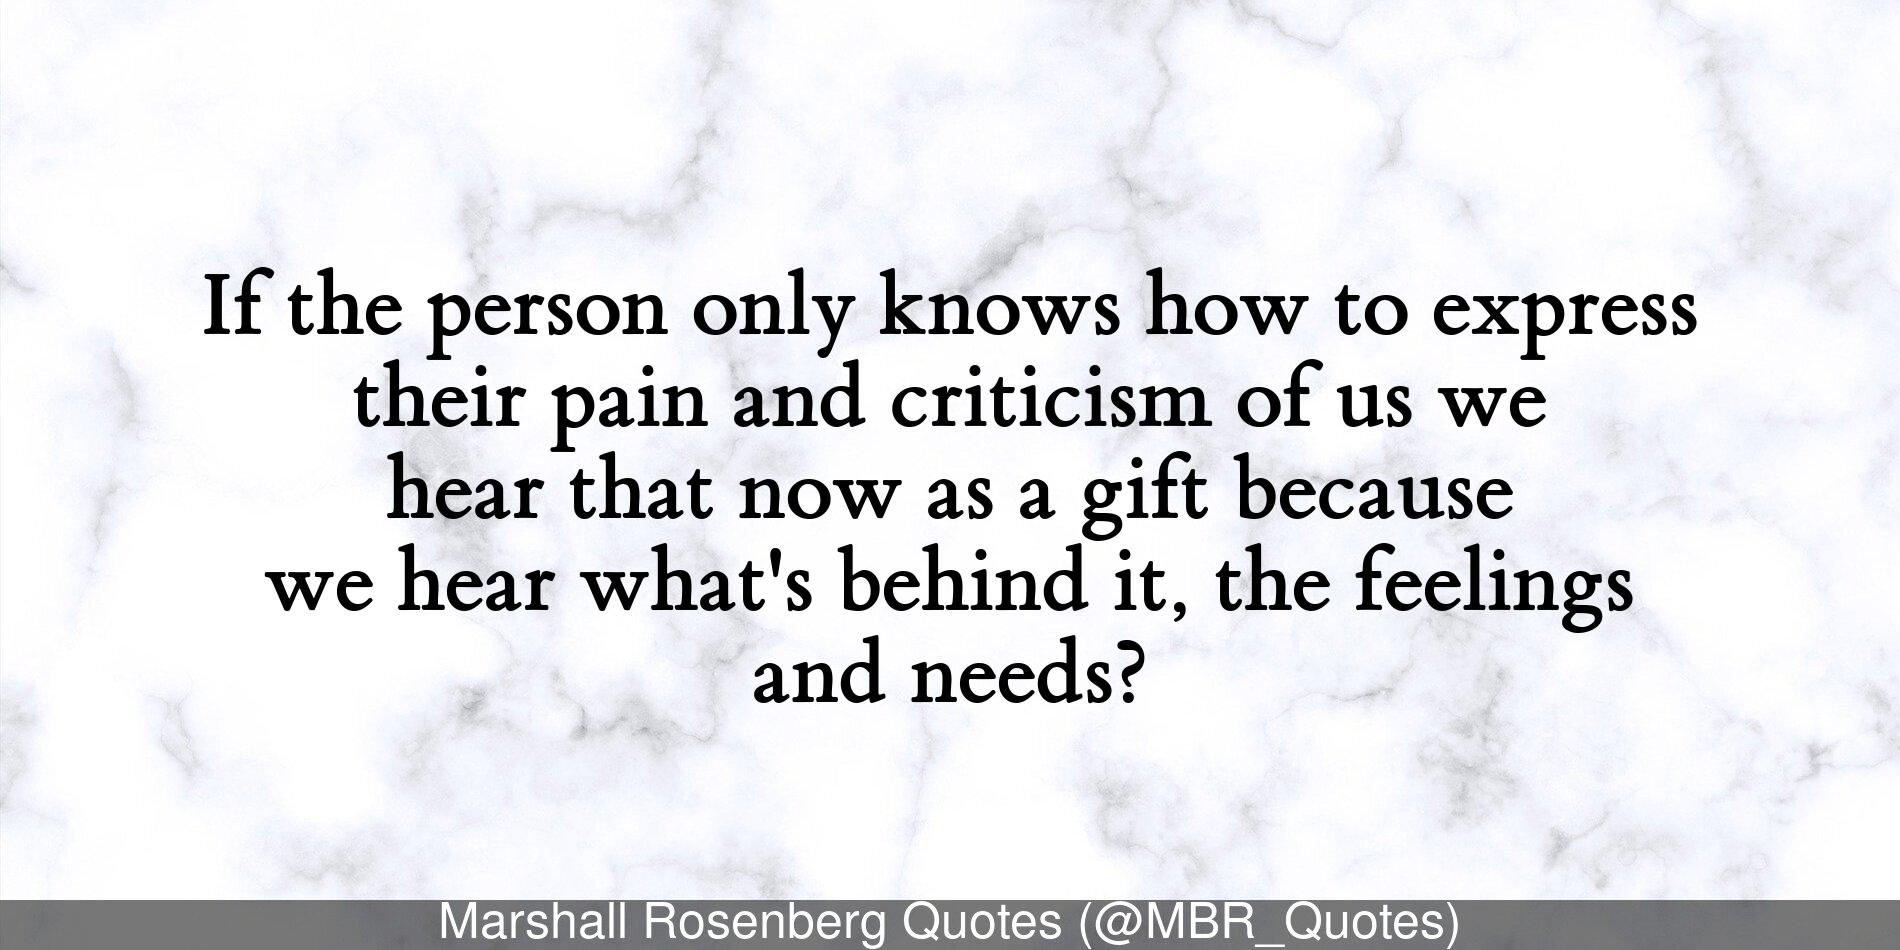 If the person only knows how to express
their pain and criticism of us we
hear that now as a gift because
we hear what's behind it, the feelings
and needs?
Marshall Rosenberg Quotes (@MBR_Quotes)